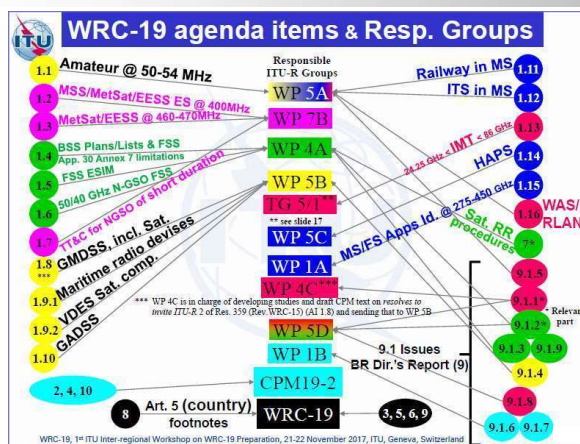 ITU
WRC-19 agenda items & Resp. Groups
Responsible
ITU-R Groups
1.1
Amateur @ 50-54 MHz
1.2
MSS/MetSat/EESS ES @ 400MHz
1.3
MetSat/EESS @ 460-470MHz
1.4
BSS Plans/Lists & FSS
App. 30 Annex 7 limitations
1.5
FSS ESIM
1.6
50/40 GHz N-GSO FSS
1.7
TT&C for NGSO of short duration
1.8
***
GMDSS, incl. Sat.
1.9.1
Maritime radio devises
1.9.2
VDES Sat. comp.
1.10
GADSS
2, 4, 10
8
Art. 5 (country)
footnotes
WP 5A
WP 7B
WP 4A
WP 5B
TG 5/1**
** see slide 17
WP 5C
WP 1A
WP 4C***
*** WP 4C is in charge of developing studies and draft CPM text on resolves to
invite ITU-R 2 of Res. 359 (Rev.WRC-15) (AI 1.8) and sending that to WP 5B
WP 5D
WP 1B
CPM19-2
WRC-19
Railway in MS
1.11
ITS in MS
1.12
24.25 GHz < IMT < 86 GHz
1.13
HAPS
1.14
MS/FS Apps Id. @ 275-450 GHz
1.15
WAS/
RLAN
1.16
Sat. RR
procedures
7*
9.1 Issues
BR Dir.'s Report (9)
9.1.5
9.1.1*
* Relevan
part
9.1.2*
9.1.3
9.1.9
9.1.4
9.1.8
9.1.6
9.1.7
3, 5, 6, 9
WRC-19, 1st ITU Inter-regional Workshop on WRC-19 Preparation, 21-22 November 2017, ITU, Geneva, Switzerland